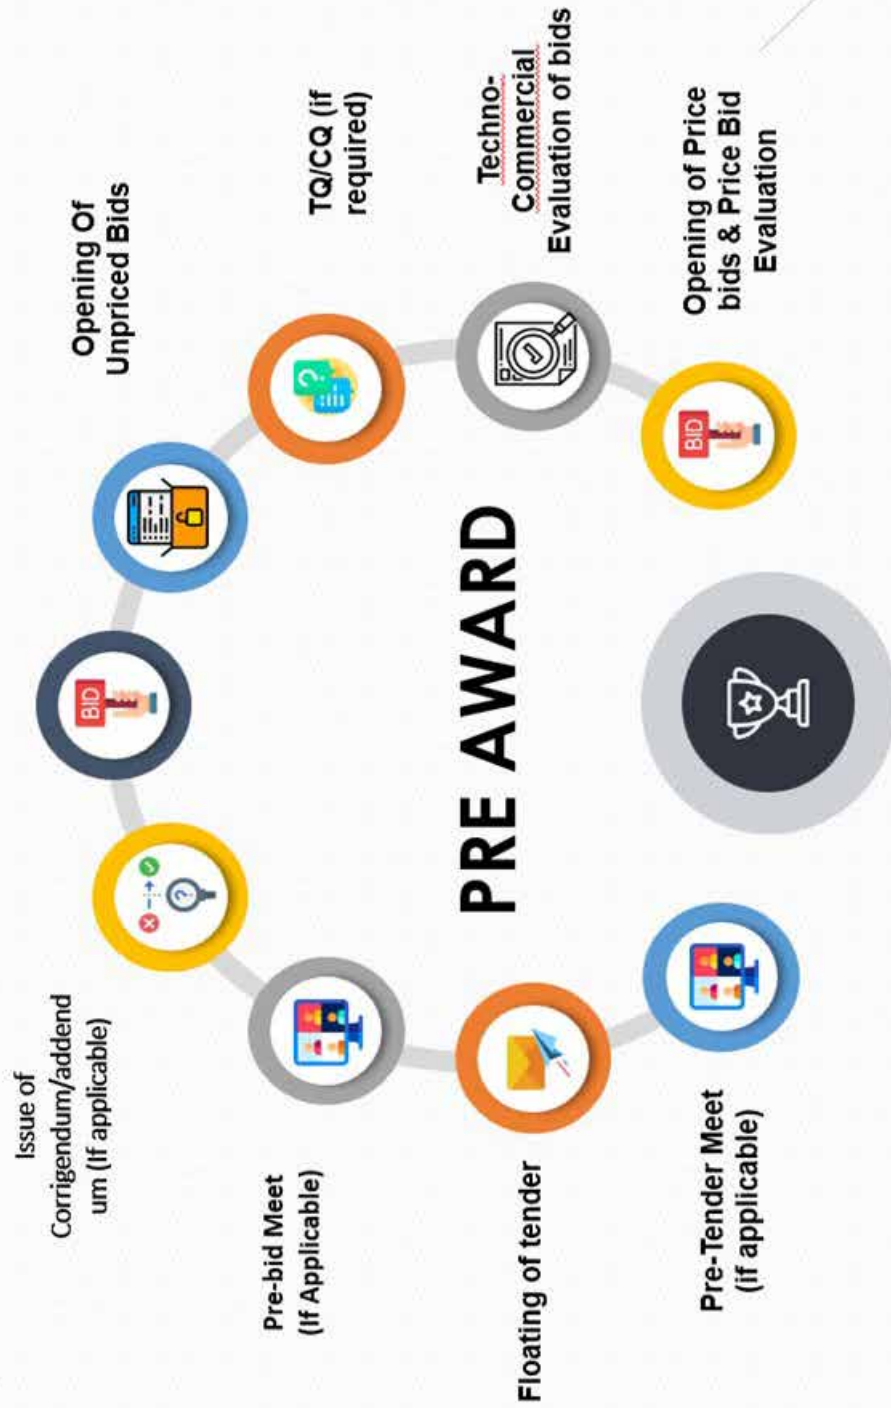 Pre-Tender Meet
(if applicable)
Floating of tender
Pre-bid Meet
(If Applicable)
Issue of
Corrigendum/addend
um (If applicable)
BID
Opening Of
Unpriced Bids
TQ/CQ (if
required)
Techno-
Commercial
Evaluation of bids
Opening of Price
bids & Price Bid
Evaluation
BID
PRE AWARD